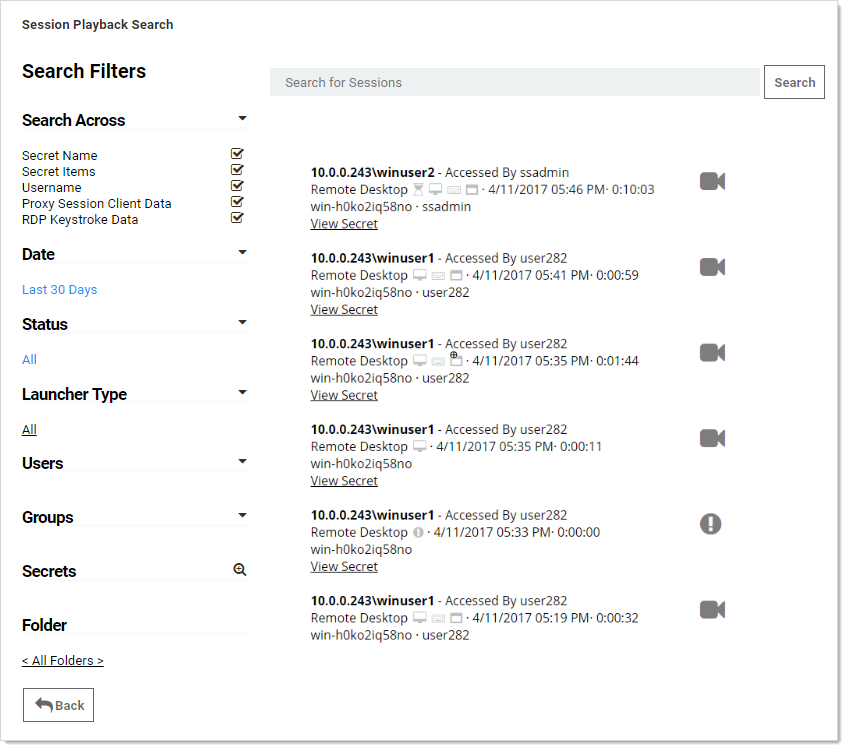 Session Playback Search
Search Filters
Search for Sessions
Search
Search Across
Secret Name
Secret Items
Username
Proxy Session Client Data
RDP Keystroke Data
Date
Last 30 Days
Status
All
Launcher Type
All
Users
Groups
Secrets
Folder
< All Folders >
Back
10.0.0.243\winuser2 - Accessed By ssadmin
Remote Desktop · 4/11/2017 05:46 PM· 0:10:03
win-h0ko2iq58no · ssadmin
View Secret
10.0.0.243\winuser1 - Accessed By user282
Remote Desktop · 4/11/2017 05:41 PM· 0:00:59
win-h0ko2iq58no · user282
View Secret
10.0.0.243\winuser1 - Accessed By user282
Remote Desktop · 4/11/2017 05:35 PM· 0:01:44
win-h0ko2iq58no · user282
View Secret
10.0.0.243\winuser1 - Accessed By user282
Remote Desktop · 4/11/2017 05:35 PM· 0:00:11
win-h0ko2iq58no
View Secret
10.0.0.243\winuser1 - Accessed By user282
Remote Desktop · 4/11/2017 05:33 PM· 0:00:00
win-h0ko2iq58no
View Secret
10.0.0.243\winuser1 - Accessed By user282
Remote Desktop · 4/11/2017 05:19 PM· 0:00:32
win-h0ko2iq58no · user282